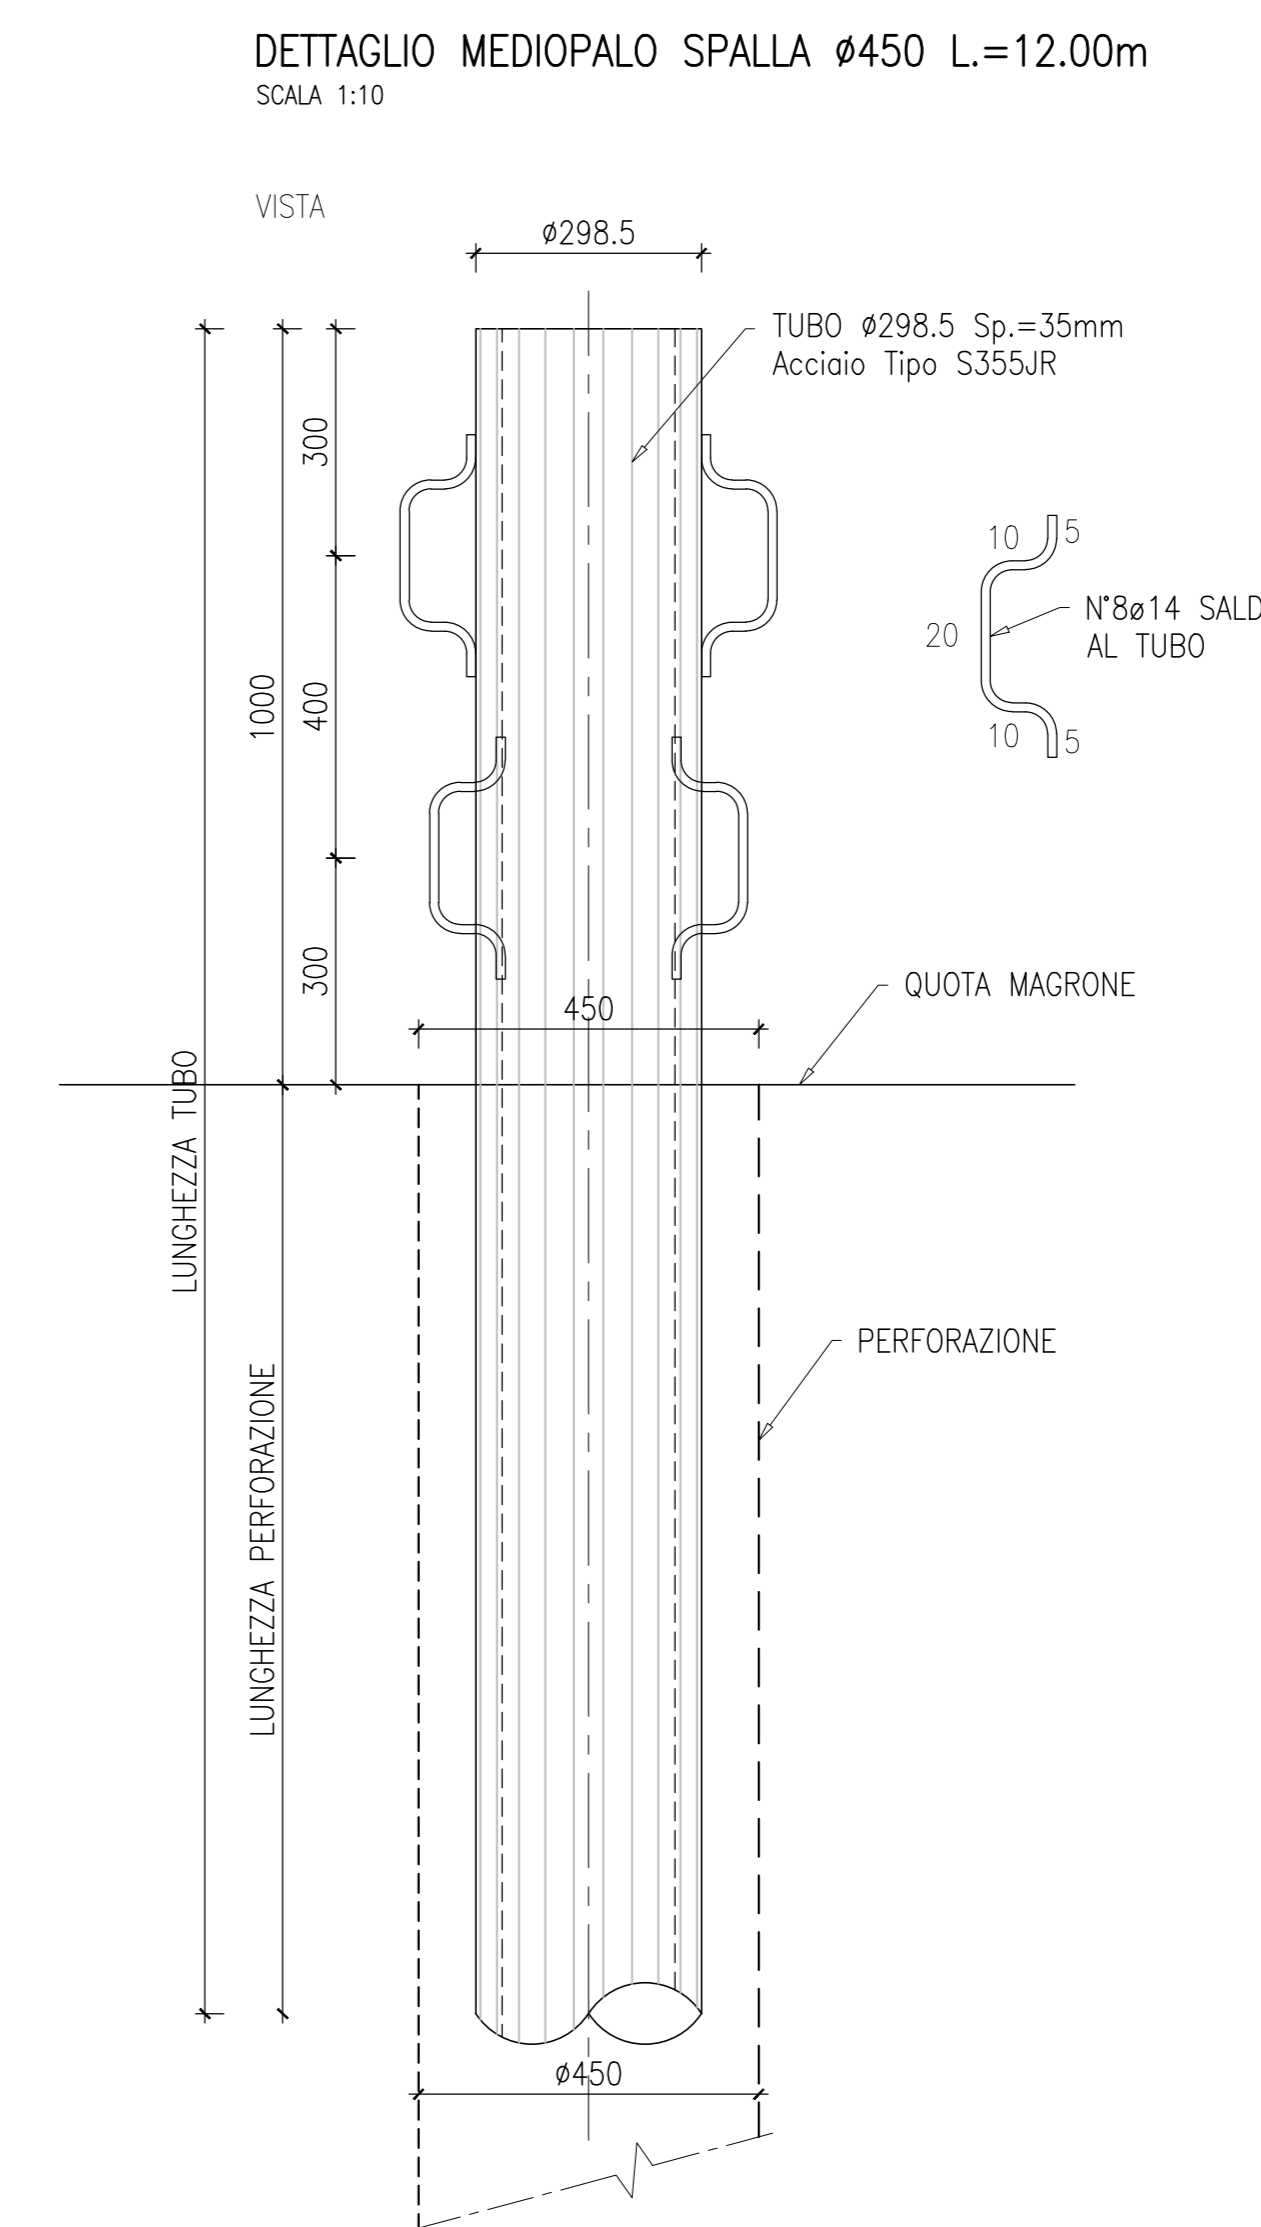 DETTAGLIO MEDIOPALO SPALLA ø450 L.=12.00m
SCALA 1:10
VISTA
ø298.5
TUBO ø298.5 Sp.=35mm
Acciaio Tipo S355JR
300
10
5
N°8ø14 SALD
AL TUBO
20
1000
400
10
5
300
QUOTA MAGRONE
450
LUNGHEZZA TUBO
PERFORAZIONE
LUNGHEZZA PERFORAZIONE
ø450